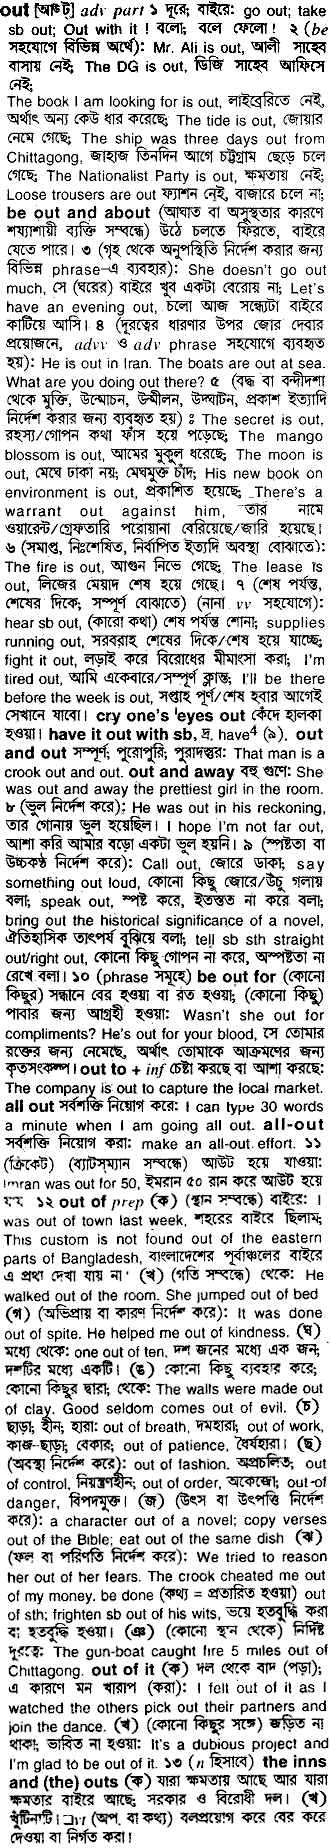 out [আউট্] adv part ১ দূরে; বাইরে: go out; take
sb out; Out with it ! বলো; বলে ফেলো ! ২ (be
সহযোগে বিভিন্ন অর্থে): Mr. Ali is out, আলী সাহেব
বাসায় নেই; The DG is out, ডিজি সাহেব আফিসে
নেই;
The book I am looking for is out, লাইব্রেরিতে নেই,
অর্থাৎ অন্য কেউ ধার করেছে; The tide is out, জোয়ার
নেমে গেছে; The ship was three days out from
Chittagong, জাহাজ তিনদিন আগে চট্টগ্রাম ছেড়ে চলে
গেছে; The Nationalist Party is out, ক্ষমতায় নেই;
Loose trousers are out ফ্যাশন নেই, বাজারে চলে না;
be out and about (আঘাত বা অসুস্থতার কারণে
শয্যাশায়ী ব্যক্তি সম্বন্ধে) উঠে চলতে ফিরতে, বাইরে
যেতে পারে। ৩ (গৃহ থেকে অনুপস্থিতি নির্দেশ করার জন্য
বিভিন্ন phrase–এ ব্যবহার): She doesn't go out
much, সে (ঘরের) বাইরে খুব একটা বেরোয় না; Let's
have an evening out, চলো আজ সন্ধ্যেটা বাইরে
কাটিয়ে আসি। ৪ (দূরত্বের ধারণার উপর জোর দেবার
প্রয়োজনে, advv ও adv phrase সহযোগে ব্যবহৃত
হয়): He is out in Iran. The boats are out at sea.
What are you doing out there? ৫ (বদ্ধ বা বন্দীদশা
থেকে মুক্তি, উন্মোচন, উন্মীলন, উদ্ঘাটন, প্রকাশ ইত্যাদি
নির্দেশ করার জন্য ব্যবহৃত হয়) : The secret is out,
রহস্য/গোপন কথা ফাঁস হয়ে পড়েছে; The mango
blossom is out, আমের মুকুল ধরেছে; The moon is
out, মেঘে ঢাকা নয়; মেঘমুক্ত চাঁদ; His new book on
environment is out, প্রকাশিত হয়েছে; There's a
warrant out against him, তার নামে
ওয়ারেন্ট/গ্রেফতারি পরোয়ানা বেরিয়েছে/জারি হয়েছে।
৬ (সমাপ্ত, নিঃশেষিত, নির্বাপিত ইত্যাদি অবস্থা বোঝাতে):
The fire is out, আগুন নিভে গেছে; The lease is
out, লিজের মেয়াদ শেষ হয়ে গেছে। ৭ (শেষ পর্যন্ত,
শেষের দিকে; সম্পূর্ণ বোঝাতে) (নানা vv সহযোগে):
hear sb out, (কারো কথা) শেষ পর্যন্ত শোনা; supplies
running out, সরবরাহ শেষের দিকে/শেষ হয়ে যাচ্ছে;
fight it out, লড়াই করে বিরোধের মীমাংসা করা; I'm
tired out, আমি একেবারে/সম্পূর্ণ ক্লান্ত; I'll be there
before the week is out, সপ্তাহ পূর্ণ/শেষ হবার আগেই
সেখানে যাবো। cry one's 'eyes out কেঁদে হালকা
হওয়া। have it out with sb, দ্র. have⁴ (৯). out
and out সম্পূর্ণ; পুরোপুরি; পুরাদস্তুর: That man is a
crook out and out. out and away বহু গুণে: She
was out and away the prettiest girl in the room.
৮ (ভুল নির্দেশ করে): He was out in his reckoning,
তার গোনায় ভুল হয়েছিল। I hope I'm not far out,
আশা করি আমার বড়ো একটা ভুল হয়নি। ৯ (স্পষ্টতা বা
উচ্চকণ্ঠ নির্দেশ করে): Call out, জোরে ডাকা; say
something out loud, কোনো কিছু জোরে/উঁচু গলায়
বলা; speak out, স্পষ্ট করে, ইতস্তত না করে বলা;
bring out the historical significance of a novel,
ঐতিহাসিক তাৎপর্য বুঝিয়ে বলা; tell sb sth straight
out/right out, কোনো কিছু গোপন না করে, অস্পষ্টতা না
রেখে বলা। ১০ (phrase সমূহে) be out for (কোনো
কিছুর) সন্ধানে বের হওয়া বা রত হওয়া; (কোনো কিছু)
পাবার জন্য আগ্রহী হওয়া: Wasn't she out for
compliments? He's out for your blood, সে তোমার
রক্তের জন্য নেমেছে, অর্থাৎ তোমাকে আক্রমণের জন্য
কৃতসংকল্প। out to + inf চেষ্টা করছে বা আশা করছে:
The company is out to capture the local market.
all out সর্বশক্তি নিয়োগ করে: I can type 30 words
a minute when I am going all out. all-out
সর্বশক্তি নিয়োগ করা: make an all-out effort. ১১
(ক্রিকেট) (ব্যাটস্‌ম্যান সম্বন্ধে) আউট হয়ে যাওয়া:
Imran was out for 50, ইমরান ৫০ রান করে আউট হয়ে
যায় ১২ out of prep (ক) (স্থান সম্বন্ধে) বাইরে: I
was out of town last week, শহরের বাইরে ছিলাম;
This custom is not found out of the eastern
parts of Bangladesh, বাংলাদেশের পূর্বাঞ্চলের বাইরে
এ প্রথা দেখা যায় না (খ) (গতি সম্বন্ধে) থেকে: He
walked out of the room. She jumped out of bed
(গ) (অভিপ্রায় বা কারণ নির্দেশ করে): It was done
out of spite. He helped me out of kindness. (ঘ)
মধ্যে থেকে: one out of ten, দশ জনের মধ্যে এক জন;
দশটির মধ্যে একটি। (ঙ) কোনো কিছু ব্যবহার করে;
কোনো কিছুর দ্বারা; থেকে: The walls were made out
of clay. Good seldom comes out of evil. (চ)
ছাড়া; হীন; হারা: out of breath, দমহারা; out of work,
কাজ–ছাড়া; বেকার; out of patience, ধৈর্যহারা। (ছ)
(অবস্থা নির্দেশ করে): out of fashion. অপ্রচলিত; out
of control, নিয়ন্ত্রণহীন; out of order, অকেজো; out of
danger, বিপদমুক্ত। (জ) (উৎস বা উৎপত্তি নির্দেশ
করে): a character out of a novel; copy verses
out of the Bible; eat out of the same dish (ঝ)
(ফল বা পরিণতি নির্দেশ করে): We tried to reason
her out of her fears. The crook cheated me out
of my money. be done (কথ্য = প্রতারিত হওয়া) out
of sth; frighten sb out of his wits, ভয়ে হতবুদ্ধি করা
বা হতবুদ্ধি হওয়া। (ঞ) (কোনো স্থান থেকে) নির্দিষ্ট
দূরত্বে: The gun-boat caught fire 5 miles out of
Chittagong. out of it (ক) দল থেকে বাদ (পড়া);
এ কারণে মন খারাপ (করা): I felt out of it as I
watched the others pick out their partners and
join the dance. (খ) (কোনো কিছুর সঙ্গে) জড়িত না
থাকা; ভাবিত না হওয়া: It's a dubious project and
I'm glad to be out of it. ১৩ (n হিসাবে) the inns
and (the) outs (ক) যারা ক্ষমতায় আছে আর যারা
ক্ষমতার বাইরে আছে; সরকার ও বিরোধী দল। (খ)
খুঁটিনাটি। □vt (অপ. বা কথ্য) বলপ্রয়োগ করে বের করে
দেওয়া বা নির্গত করা।